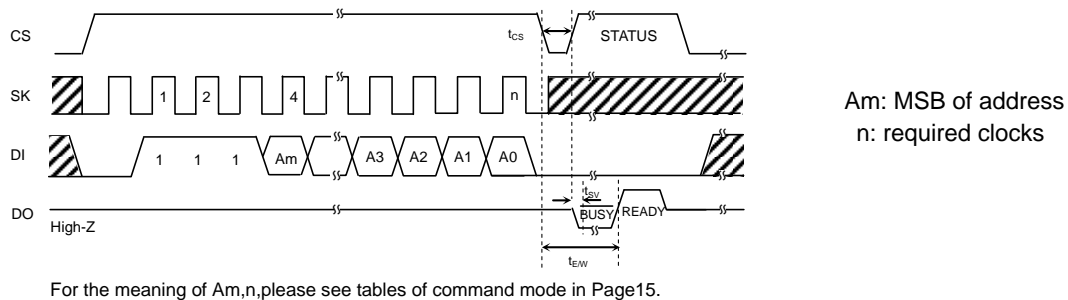 CS
tCS
STATUS
SK
1 2 4 n
DI
1 1 1 Am A3 A2 A1 A0
tSV
DO
BUSY READY
High-Z
tE/W
Am: MSB of address
n: required clocks
For the meaning of Am,n,please see tables of command mode in Page15.